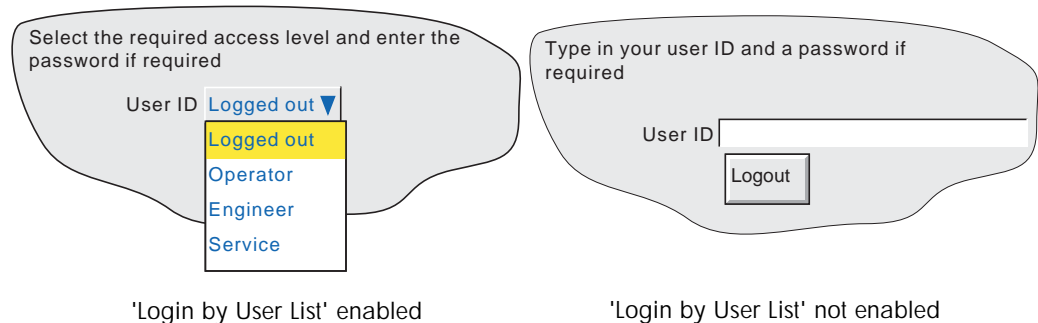 Select the required access level and enter the
password if required
User ID Logged out
Logged out
Operator
Engineer
Service
'Login by User List' enabled
Type in your user ID and a password if
required
User ID
Logout
'Login by User List' not enabled